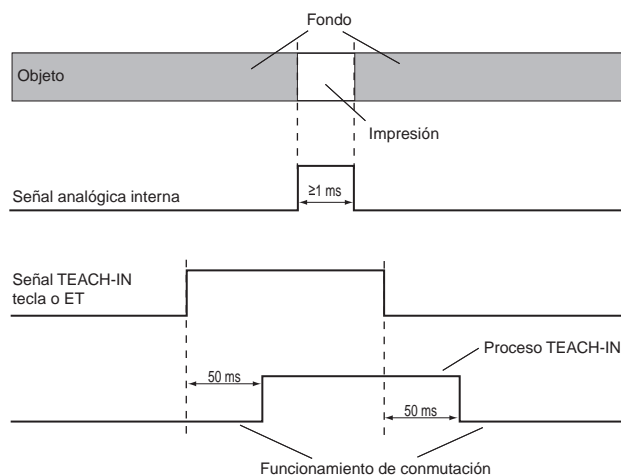 Fondo
Objeto
Impresión
Señal analógica interna
≥1 ms
Señal TEACH-IN
tecla o ET
Proceso TEACH-IN
50 ms
50 ms
Funcionamiento de conmutación